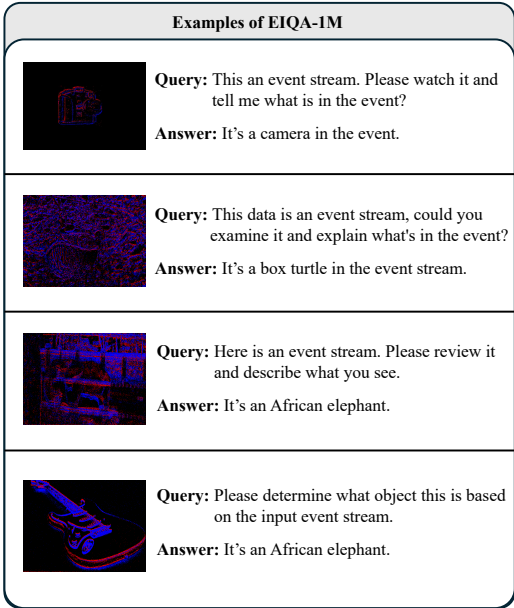 Examples of EIQA-1M
Query: This an event stream. Please watch it and
tell me what is in the event?
Answer: It's a camera in the event.
Query: This data is an event stream, could you
examine it and explain what's in the event?
Answer: It's a box turtle in the event stream.
Query: Here is an event stream. Please review it
and describe what you see.
Answer: It's an African elephant.
Query: Please determine what object this is based
on the input event stream.
Answer: It's an African elephant.